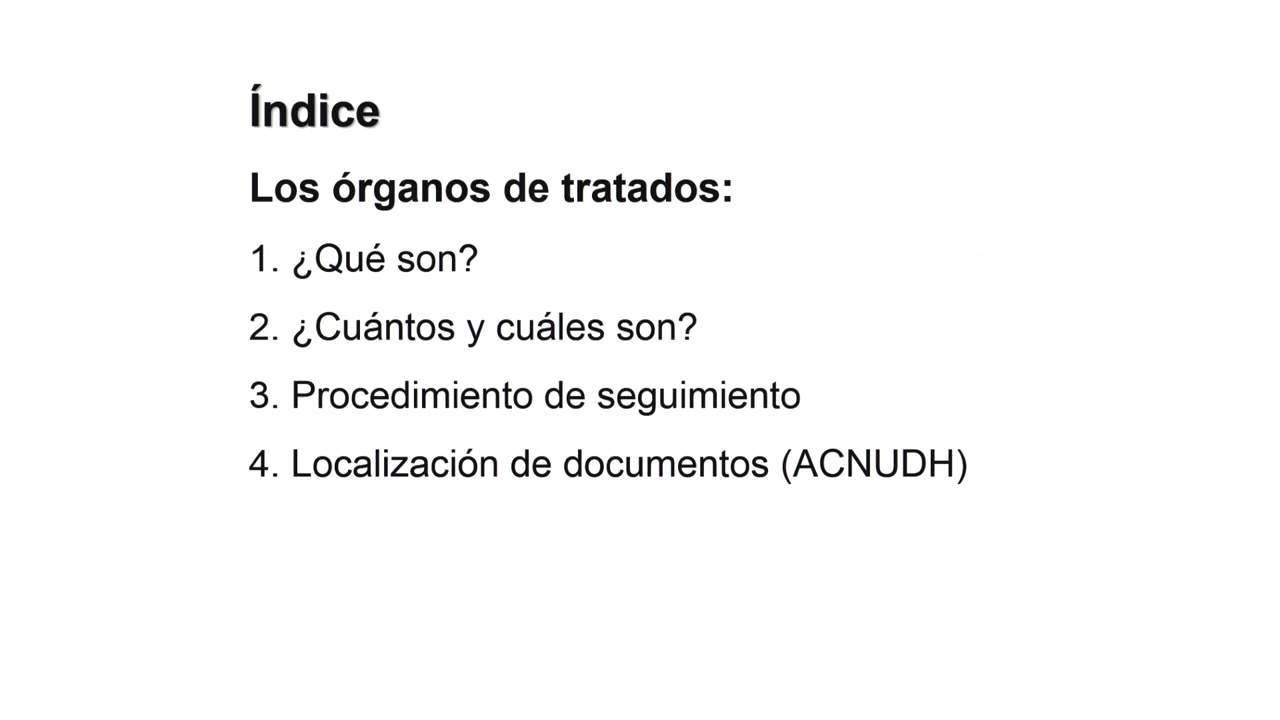 Índice
Los órganos de tratados:
1. ¿Qué son?
2. ¿Cuántos y cuáles son?
3. Procedimiento de seguimiento
4. Localización de documentos (ACNUDH)